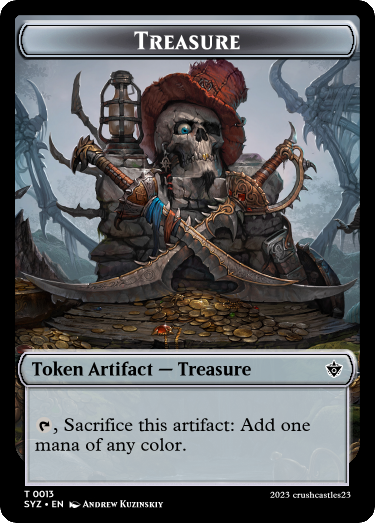 TREASURE
Token Artifact — Treasure
, Sacrifice this artifact: Add one
mana of any color.
T 0013
SYZ • EN ANDREW KUZINSKIY
2023 crushcastles23